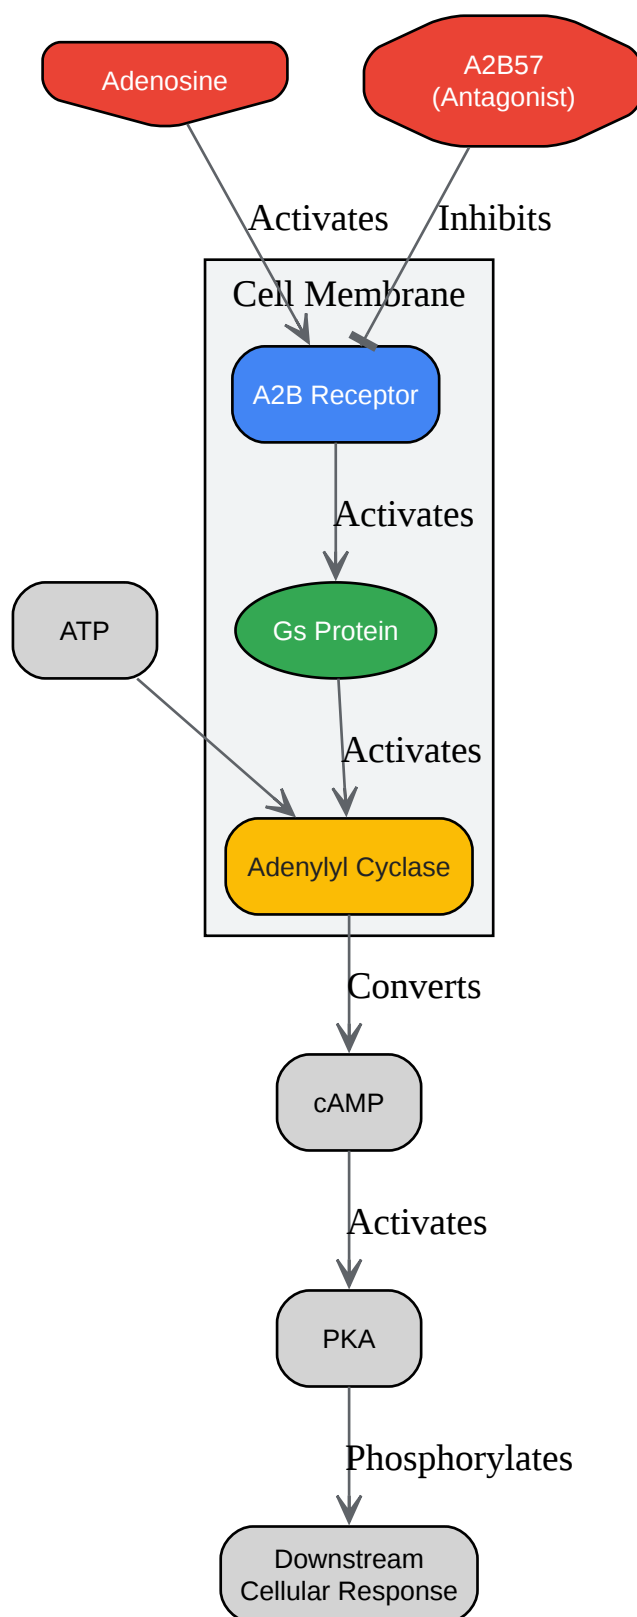 Adenosine
A2B57
(Antagonist)
Activates
Inhibits
Cell Membrane
A2B Receptor
Activates
ATP
Gs Protein
Activates
Adenylyl Cyclase
Converts
cAMP
Activates
PKA
Phosphorylates
Downstream
Cellular Response